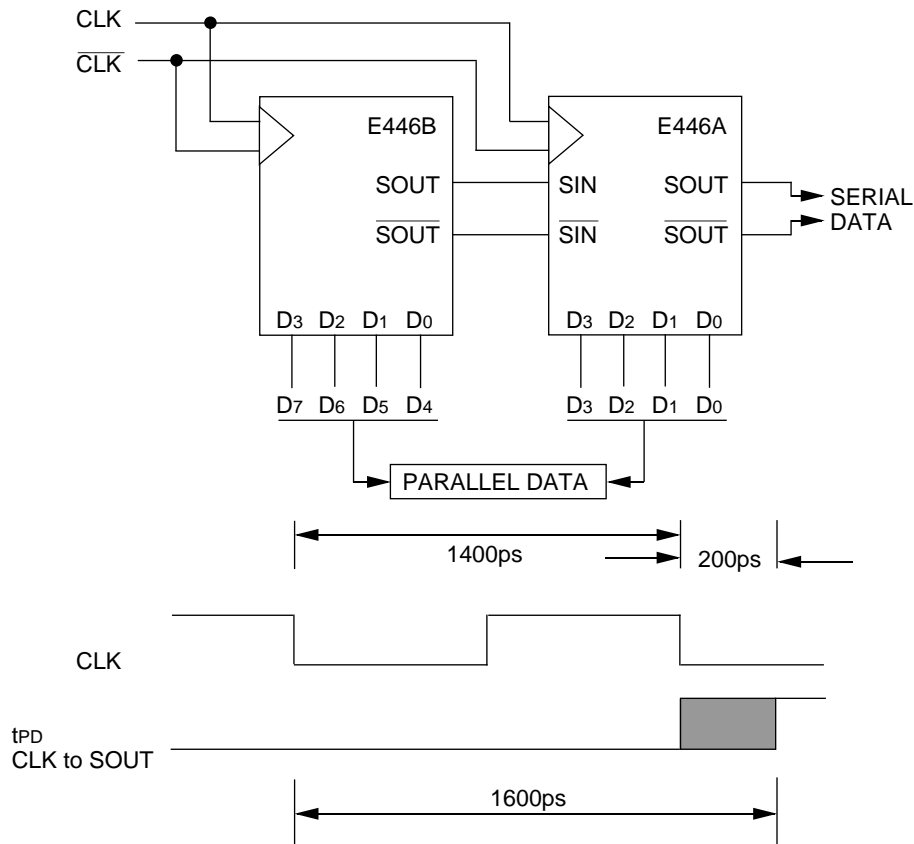 CLK
CLK
E446B
E446A
SOUT
SIN
SOUT
SERIAL
DATA
SOUT
SIN
SOUT
D3 D2 D1 D0
D3 D2 D1 D0
D7 D6 D5 D4
D3 D2 D1 D0
PARALLEL DATA
1400ps
200ps
CLK
tPD
CLK to SOUT
1600ps